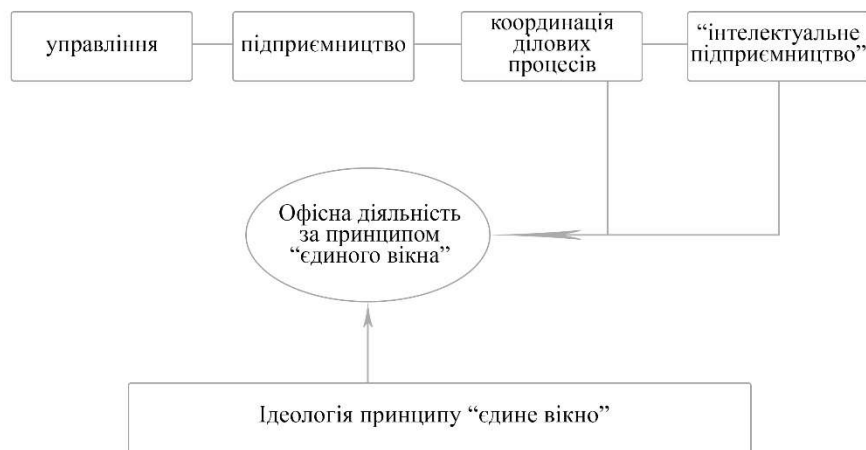 управління
підприємництво
координація
ділових
процесів
“інтелектуальне
підприємництво”
Офісна діяльність
за принципом
“єдиного вікна”
Ідеологія принципу “єдине вікно”